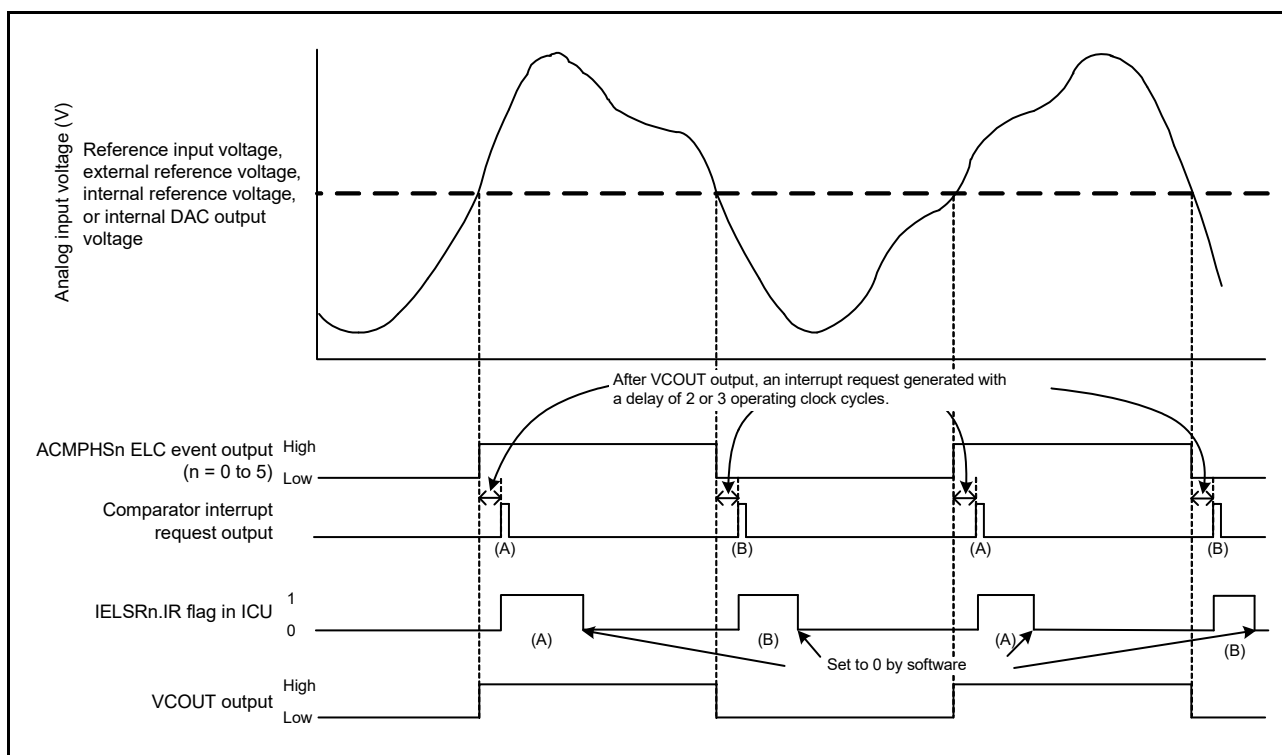 Analog input voltage (V)
Reference input voltage,
external reference voltage,
internal reference voltage,
or internal DAC output
voltage
After VCOUT output, an interrupt request generated with
a delay of 2 or 3 operating clock cycles.
ACMPHSn ELC event output
(n = 0 to 5)
High
Low
Comparator interrupt
request output
(A)
(B)
(A)
(B)
IELSRn.IR flag in ICU
1
0
(A)
(B)
(A)
(B)
Set to 0 by software
VCOUT output
High
Low